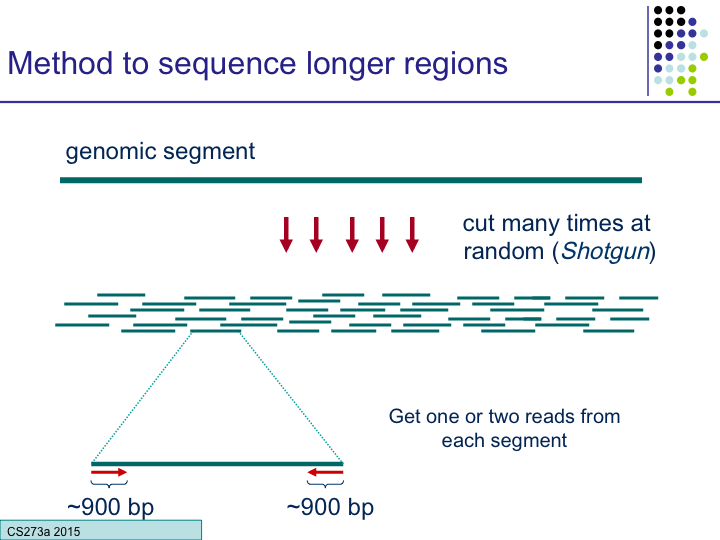 Method to sequence longer regions
genomic segment
cut many times at
random (Shotgun)
Get one or two reads from
each segment
~900 bp
~900 bp
CS273a 2015